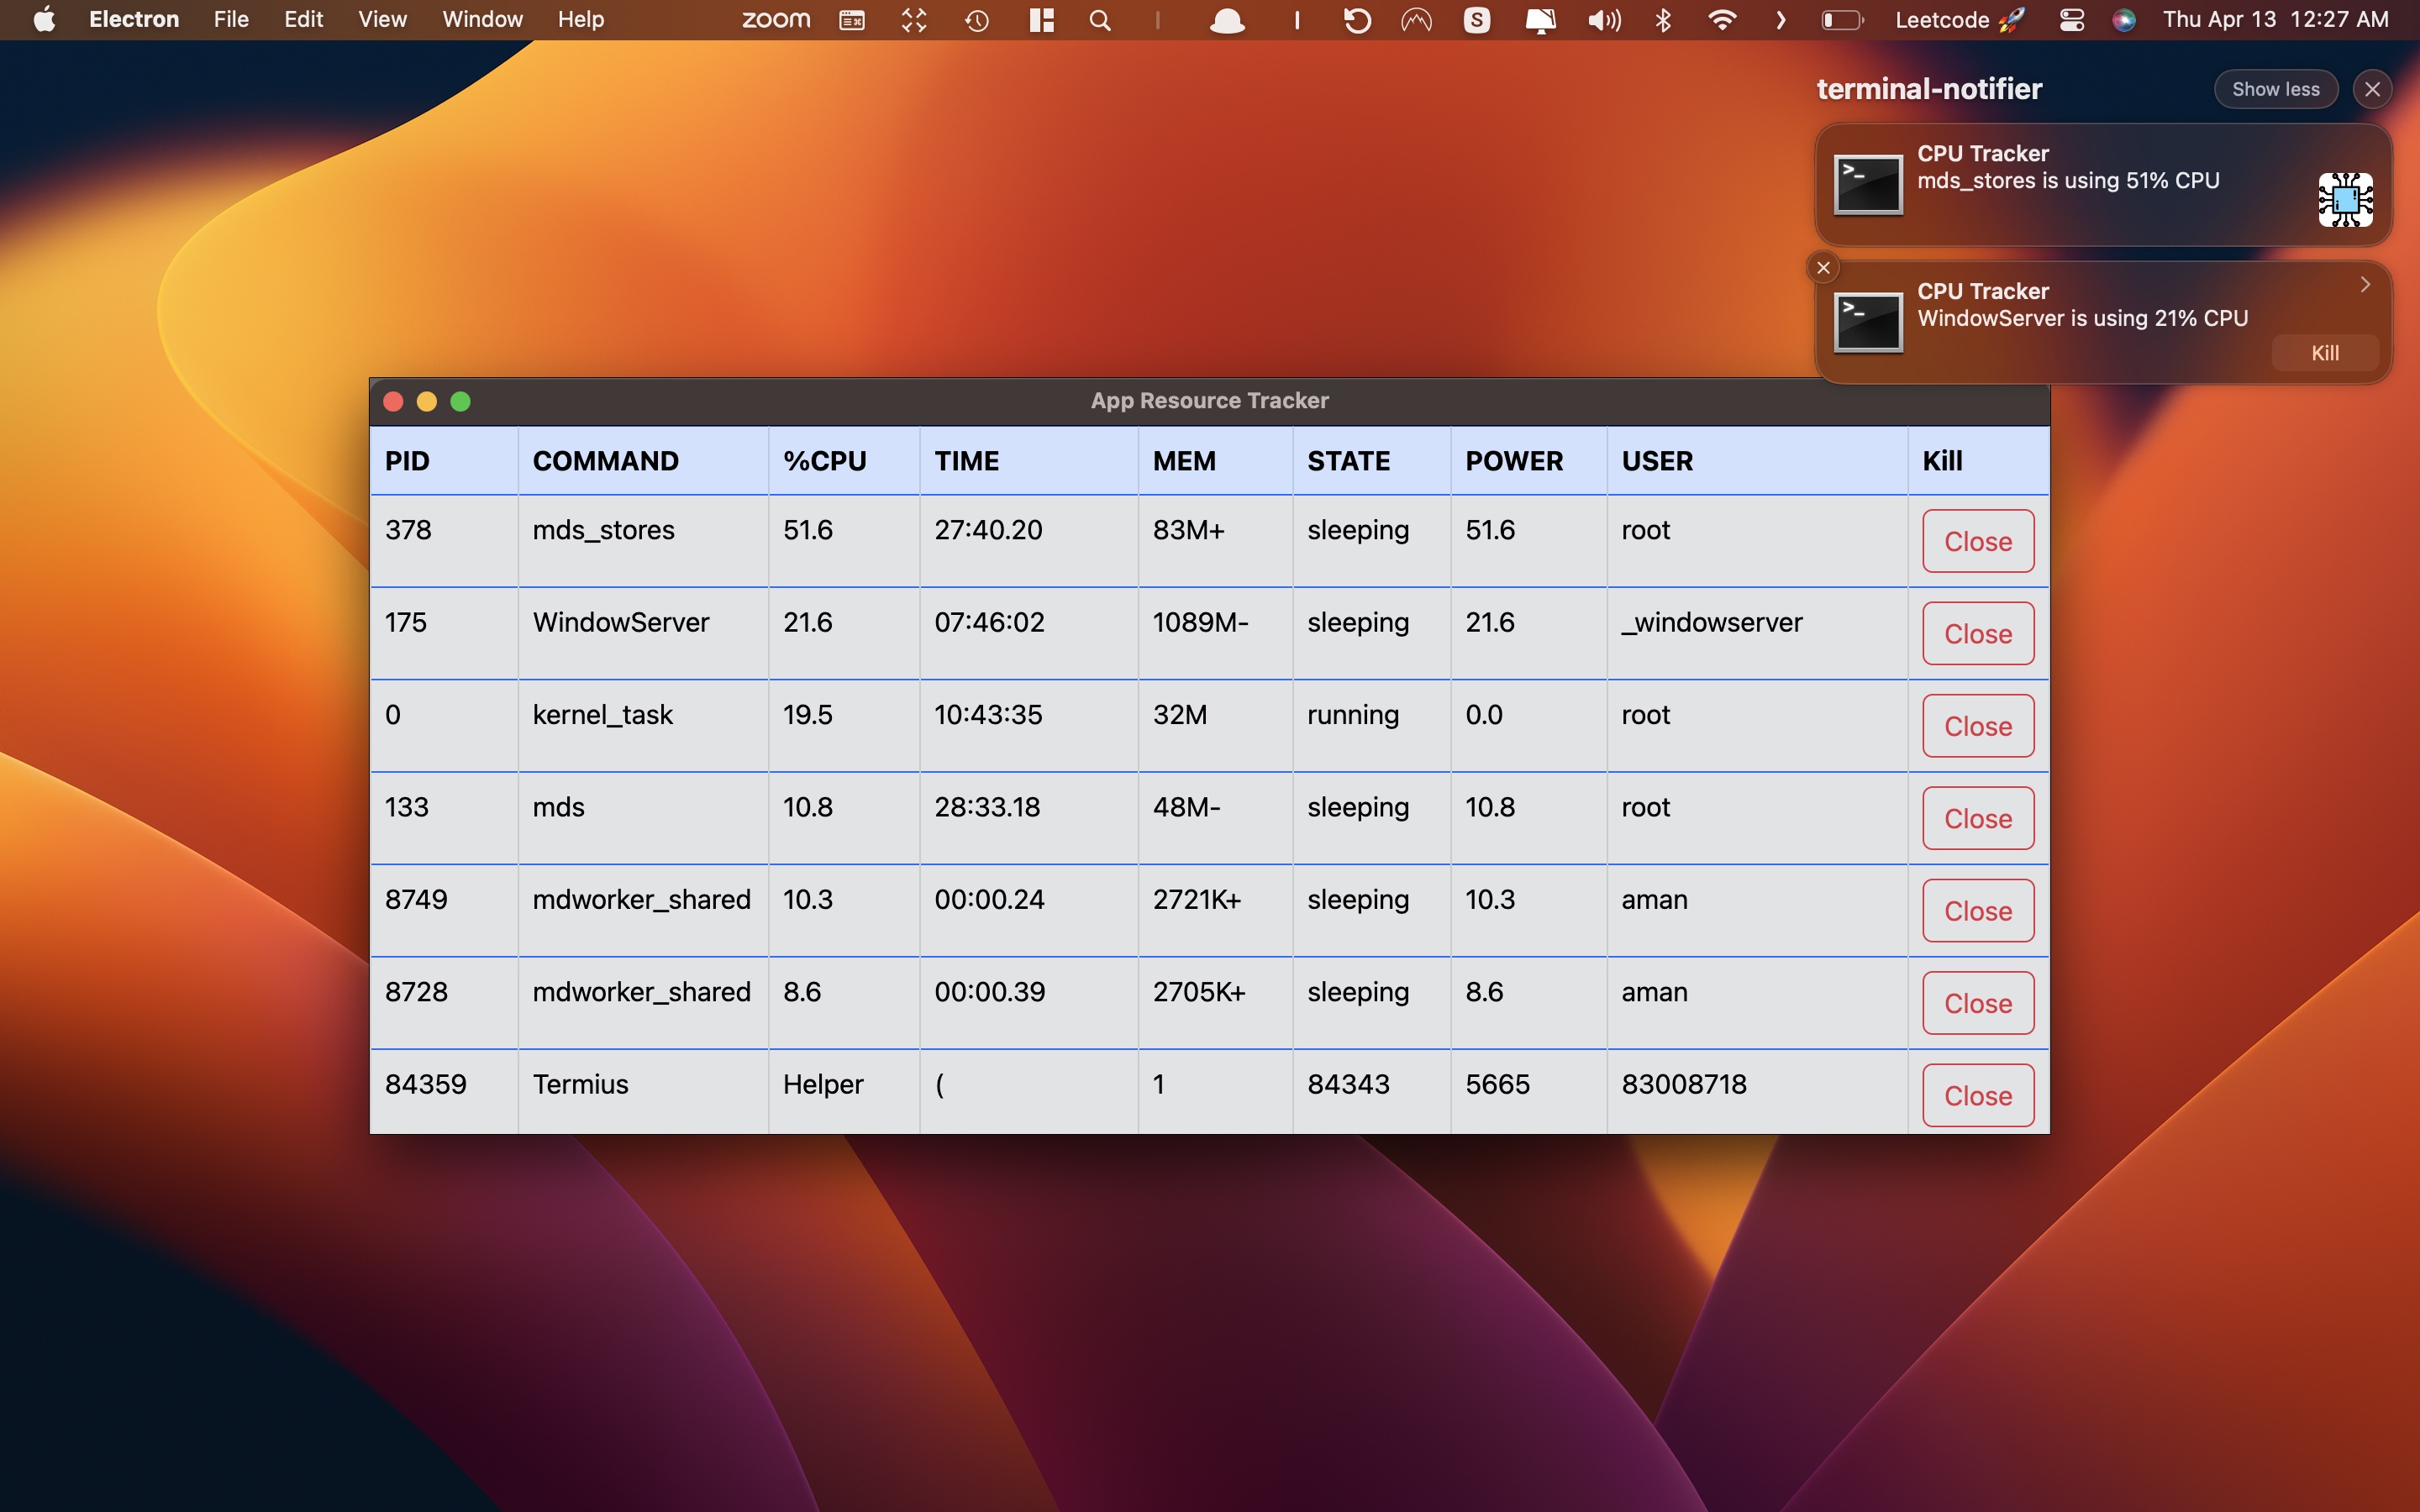 Electron File Edit View Window Help zoom S Leetcode 🚀 Thu Apr 13 12:27 AM
terminal-notifier Show less
CPU Tracker
mds_stores is using 51% CPU
CPU Tracker
WindowServer is using 21% CPU
Kill
App Resource Tracker
PID COMMAND %CPU TIME MEM STATE POWER USER Kill
378 mds_stores 51.6 27:40.20 83M+ sleeping 51.6 root Close
175 WindowServer 21.6 07:46:02 1089M- sleeping 21.6 _windowserver Close
0 kernel_task 19.5 10:43:35 32M running 0.0 root Close
133 mds 10.8 28:33.18 48M- sleeping 10.8 root Close
8749 mdworker_shared 10.3 00:00.24 2721K+ sleeping 10.3 aman Close
8728 mdworker_shared 8.6 00:00.39 2705K+ sleeping 8.6 aman Close
84359 Termius Helper ( 1 84343 5665 83008718 Close